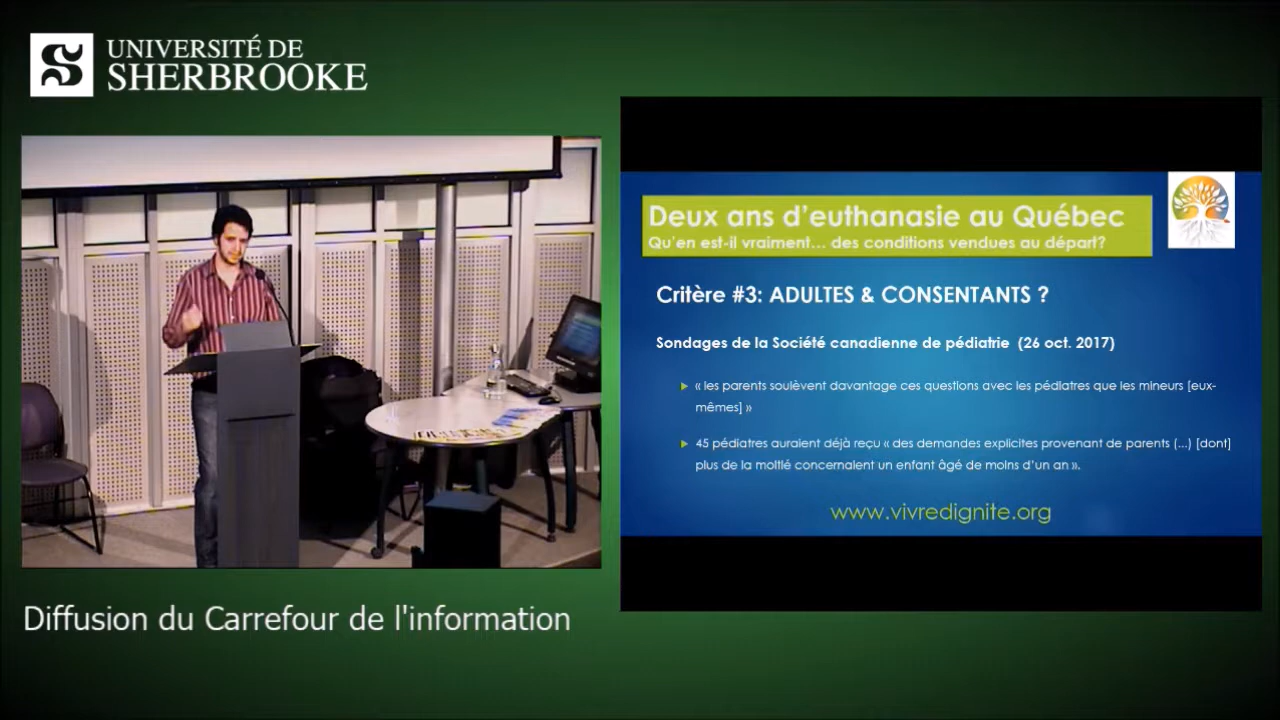 UNIVERSITÉ DE
SHERBROOKE
Deux ans d'euthanasie au Québec
Qu'en est-il vraiment... des conditions vendues au départ?
Critère #3: ADULTES & CONSENTANTS ?
Sondages de la Société canadienne de pédiatrie (26 oct. 2017)
« les parents soulèvent davantage ces questions avec les pédiatres que les mineurs [eux-
mêmes] »
45 pédiatres auraient déjà reçu « des demandes explicites provenant de parents (...) [dont]
plus de la moitié concernaient un enfant âgé de moins d'un an ».
www.vivredignite.org
Diffusion du Carrefour de l'information